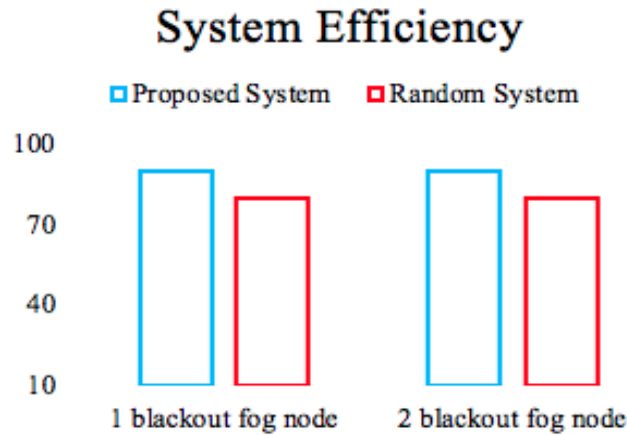 System Efficiency
Proposed System Random System
100
70
40
10
1 blackout fog node 2 blackout fog node